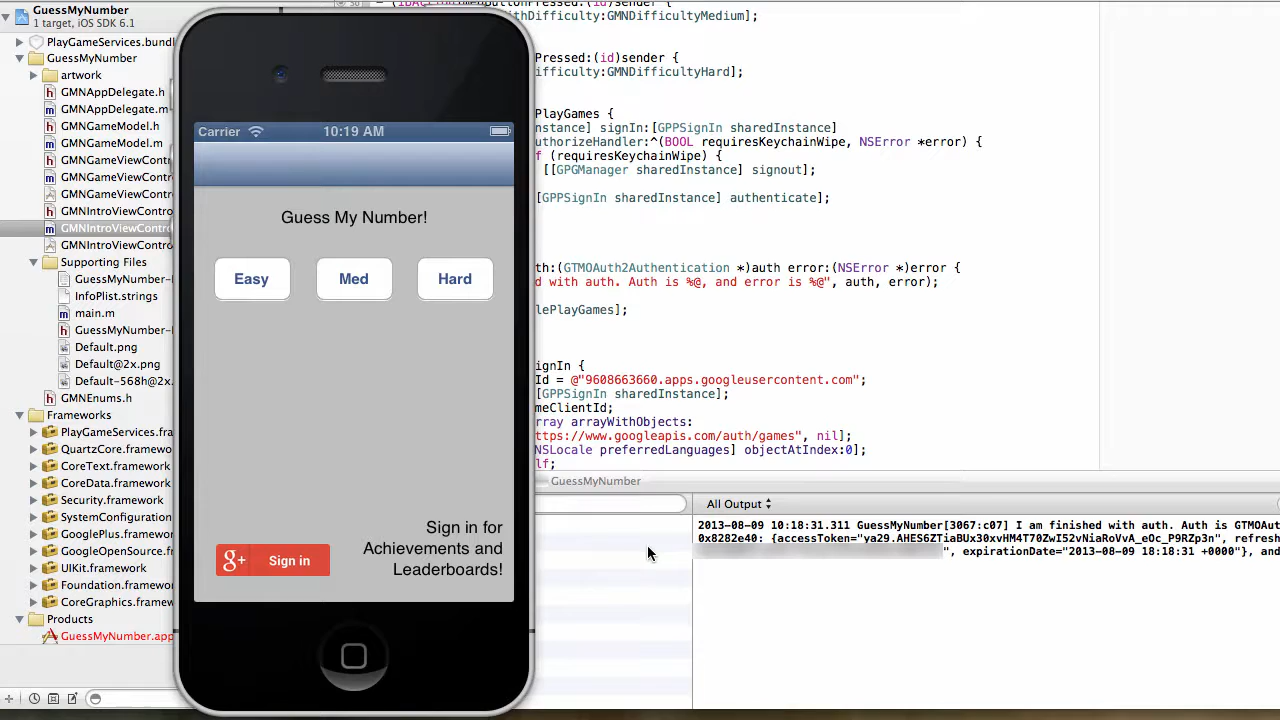 GuessMyNumber
1 target, iOS SDK 6.1
PlayGameServices.bundl
GuessMyNumber
artwork
GMNAppDelegate.h
GMNAppDelegate.m
GMNGameModel.h
GMNGameModel.m
GMNGameViewContr
GMNGameViewContr
GMNGameViewContr
GMNIntroViewContro
GMNIntroViewContro
GMNIntroViewContro
Supporting Files
GuessMyNumber-
InfoPlist.strings
main.m
GuessMyNumber-
Default.png
Default@2x.png
Default-568h@2x.
GMNEnums.h
Frameworks
PlayGameServices.fra
QuartzCore.framewo
CoreText.framework
CoreData.framework
Security.framework
SystemConfiguration
GooglePlus.framewo
GoogleOpenSource.f
UIKit.framework
Foundation.framewo
CoreGraphics.framew
Products
GuessMyNumber.app
Carrier
10:19 AM
Guess My Number!
Easy
Med
Hard
g+ Sign in
Sign in for
Achievements and
Leaderboards!
ithDifficulty:GMNDifficultyMedium];
Pressed:(id)sender {
ifficulty:GMNDifficultyHard];
PlayGames {
nstance] signIn:[GPPSignIn sharedInstance]
uthorizeHandler:^(BOOL requiresKeychainWipe, NSError *error) {
f (requiresKeychainWipe) {
[[GPGManager sharedInstance] signout];
[GPPSignIn sharedInstance] authenticate];
th:(GTMOAuth2Authentication *)auth error:(NSError *)error {
d with auth. Auth is %@, and error is %@", auth, error);
lePlayGames];
ignIn {
Id = @"9608663660.apps.googleusercontent.com";
[GPPSignIn sharedInstance];
meClientId;
rray arrayWithObjects:
ttps://www.googleapis.com/auth/games", nil];
NSLocale preferredLanguages] objectAtIndex:0];
lf;
GuessMyNumber
All Output
2013-08-09 10:18:31.311 GuessMyNumber[3067:c07] I am finished with auth. Auth is GTMOAut
0x8282e40: {accessToken="ya29.AHES6ZTiaBUx30xvHM4T70ZwI52vNiaRoVvA_eOc_P9RZp3n", refresh
", expirationDate="2013-08-09 18:18:31 +0000"}, and